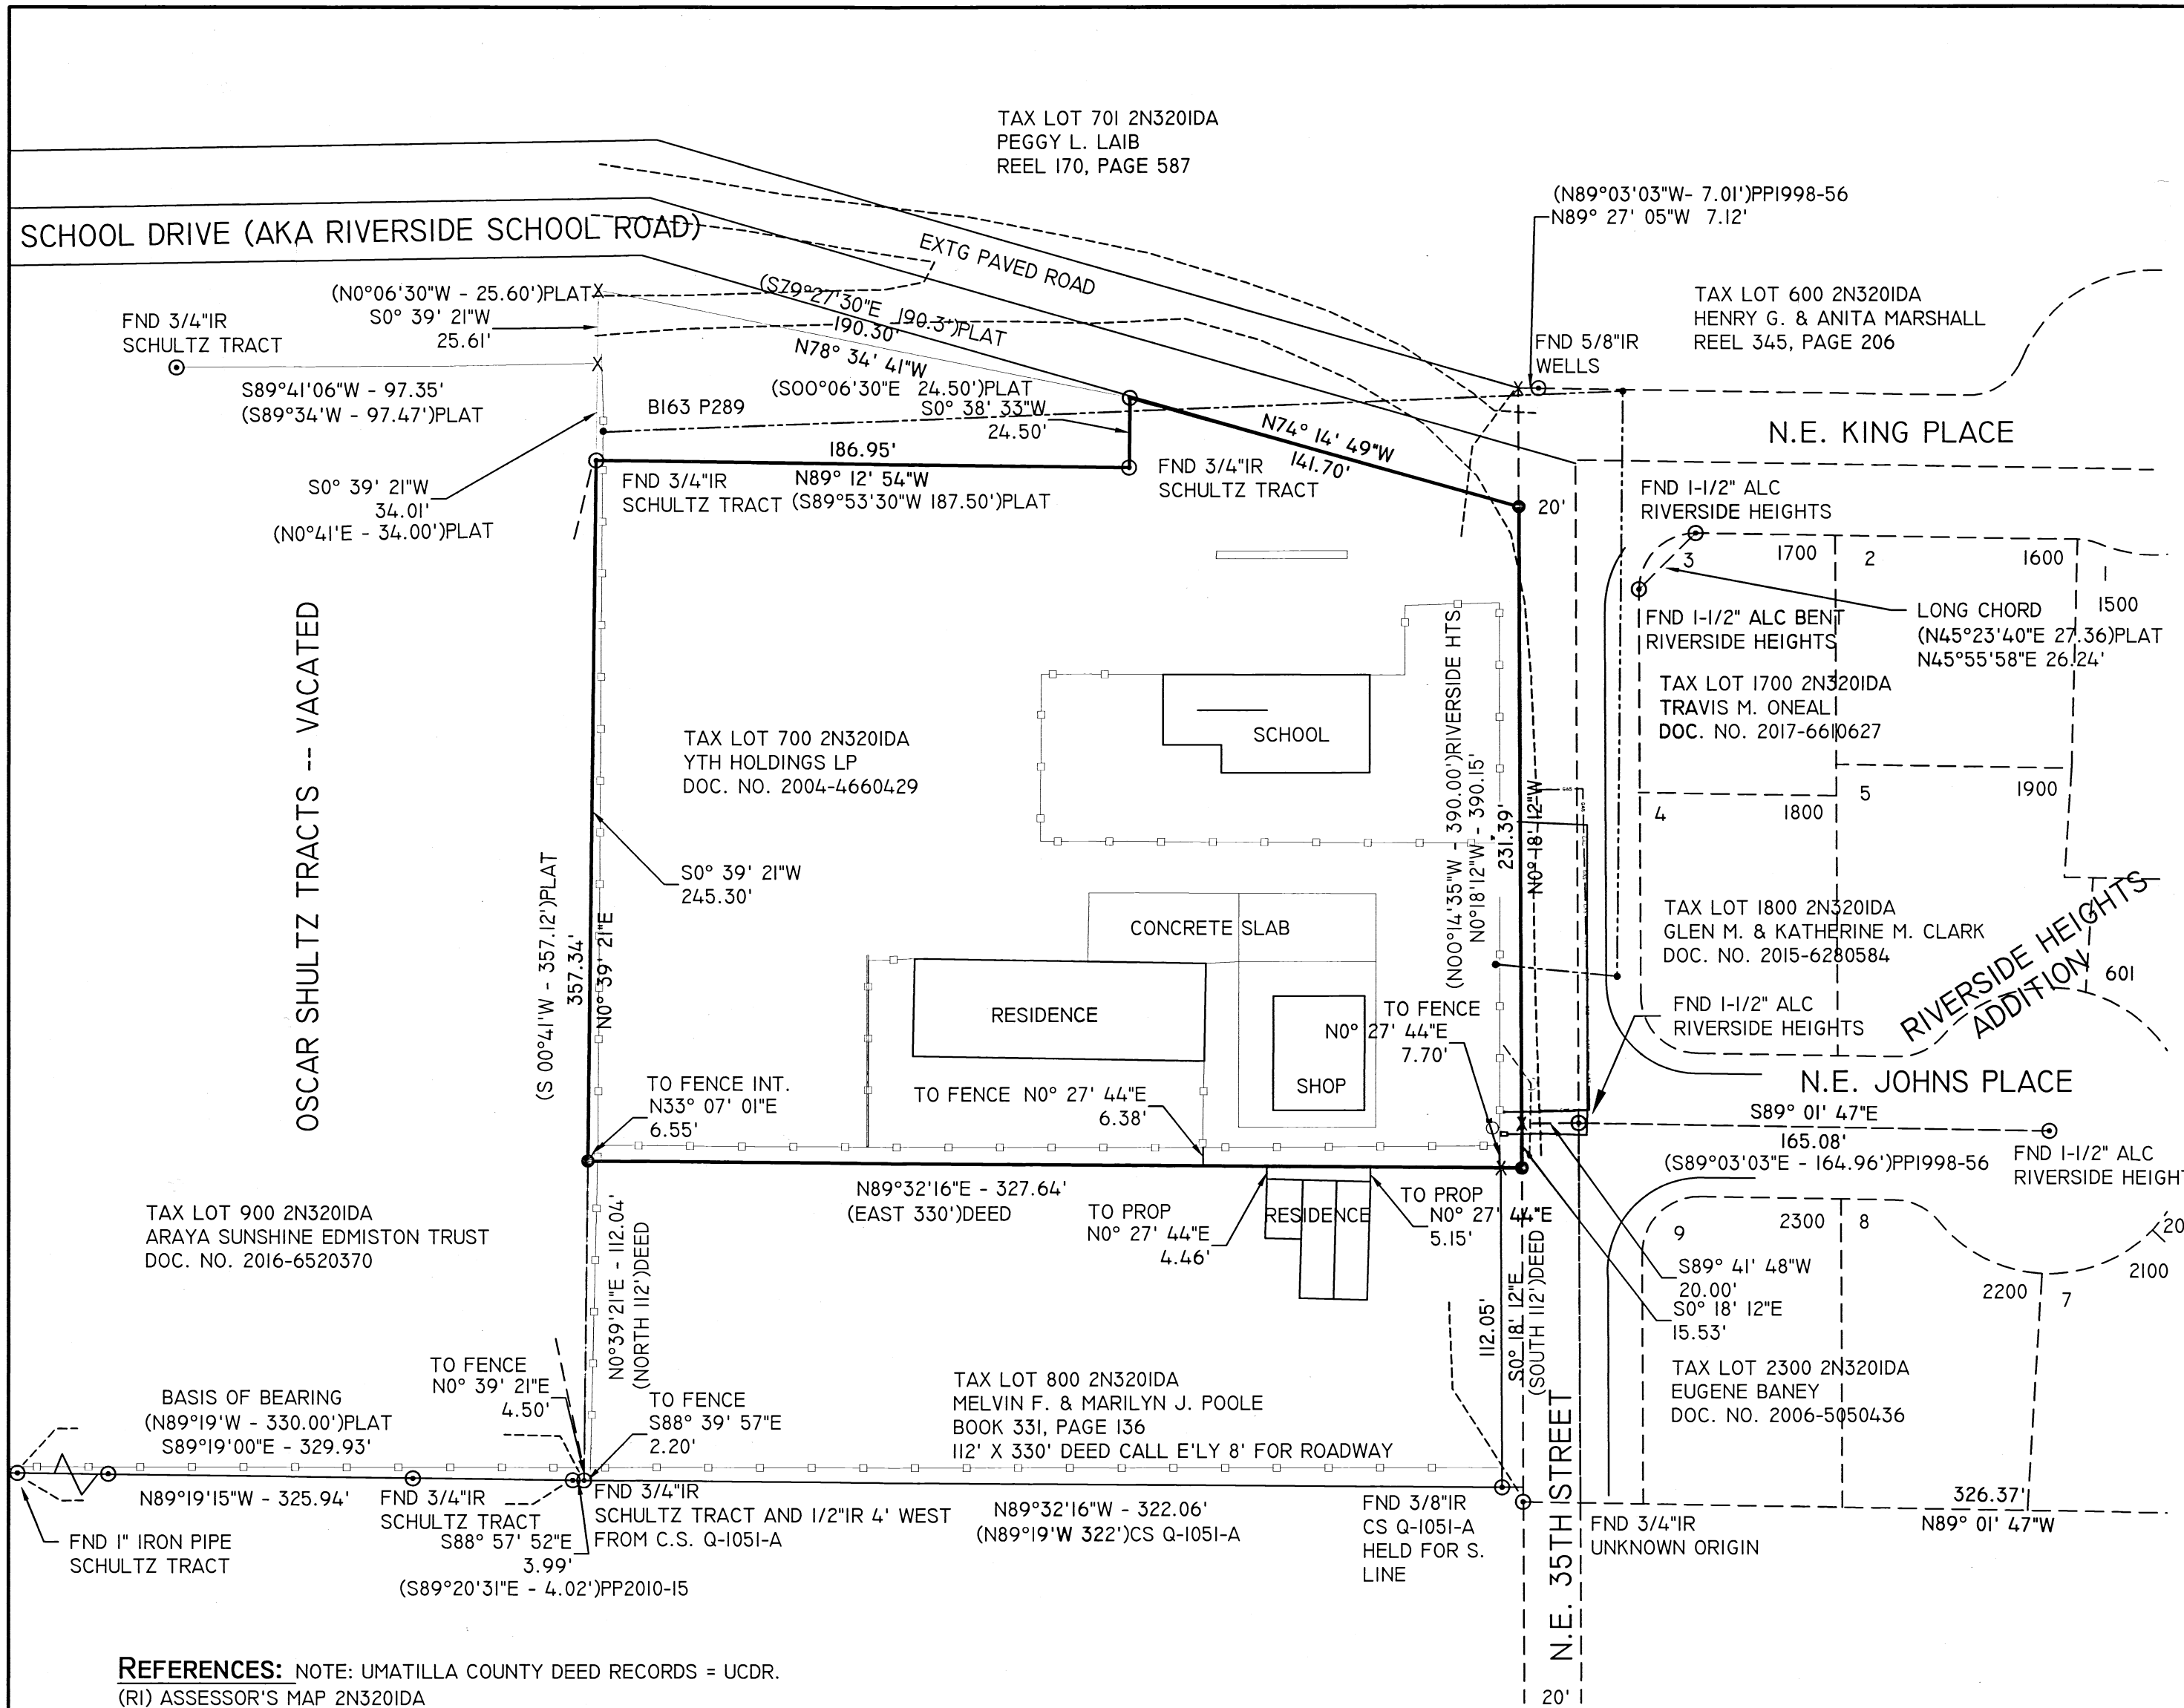 TAX LOT 701 2N3201DA
PEGGY L. LAIB
REEL 170, PAGE 587
(N89°03'03"W- 7.01')PP1998-56
N89° 27' 05"W 7.12'
SCHOOL DRIVE (AKA RIVERSIDE SCHOOL ROAD)
EXTG PAVED ROAD
(N0°06'30"W - 25.60')PLAT
S0° 39' 21"W
25.61'
FND 3/4"IR
SCHULTZ TRACT
S89°41'06"W - 97.35'
(S89°34'W - 97.47')PLAT
(S79°27'30"E 190.3')PLAT
190.30'
N78° 34' 41"W
(S00°06'30"E 24.50')PLAT
S0° 38' 33"W
24.50'
B163 P289
TAX LOT 600 2N3201DA
HENRY G. & ANITA MARSHALL
REEL 345, PAGE 206
FND 5/8"IR
WELLS
N.E. KING PLACE
186.95'
N89° 12' 54"W
(S89°53'30"W 187.50')PLAT
FND 3/4"IR
SCHULTZ TRACT
FND 3/4"IR
SCHULTZ TRACT
N74° 14' 49"W
141.70'
20'
S0° 39' 21"W
34.01'
(N0°41'E - 34.00')PLAT
FND 1-1/2" ALC
RIVERSIDE HEIGHTS
3
1700
2
1600
1
1500
FND 1-1/2" ALC BENT
RIVERSIDE HEIGHTS
LONG CHORD
(N45°23'40"E 27.36)PLAT
N45°55'58"E 26.24'
TAX LOT 1700 2N3201DA
TRAVIS M. ONEAL
DOC. NO. 2017-6610627
OSCAR SHULTZ TRACTS -- VACATED
TAX LOT 700 2N3201DA
YTH HOLDINGS LP
DOC. NO. 2004-4660429
SCHOOL
(N00°14'35"W - 390.00')RIVERSIDE HTS
N0°18'12"W - 390.15'
231.39'
N0° 18' 12"W
GAS
4
1800
5
1900
S0° 39' 21"W
245.30'
(S 00°41'W - 357.12')PLAT
357.34'
N0° 39' 21"E
CONCRETE SLAB
RESIDENCE
SHOP
TAX LOT 1800 2N3201DA
GLEN M. & KATHERINE M. CLARK
DOC. NO. 2015-6280584
RIVERSIDE HEIGHTS
ADDITION
601
TO FENCE
N0° 27' 44"E
7.70'
FND 1-1/2" ALC
RIVERSIDE HEIGHTS
TO FENCE INT.
N33° 07' 01"E
6.55'
TO FENCE N0° 27' 44"E
6.38'
N.E. JOHNS PLACE
S89° 01' 47"E
165.08'
(S89°03'03"E - 164.96')PP1998-56
FND 1-1/2" ALC
RIVERSIDE HEIGHT
N89°32'16"E - 327.64'
(EAST 330')DEED
TO PROP
N0° 27' 44"E
4.46'
RESIDENCE
TO PROP
N0° 27' 44"E
5.15'
TAX LOT 900 2N3201DA
ARAYA SUNSHINE EDMISTON TRUST
DOC. NO. 2016-6520370
N0°39'21"E - 112.04'
(NORTH 112')DEED
112.05'
S0° 18' 12"E
(SOUTH 112')DEED
9
2300
8
20
2100
2200
7
S89° 41' 48"W
20.00'
S0° 18' 12"E
15.53'
TAX LOT 2300 2N3201DA
EUGENE BANEY
DOC. NO. 2006-5050436
TO FENCE
N0° 39' 21"E
4.50'
TO FENCE
S88° 39' 57"E
2.20'
TAX LOT 800 2N3201DA
MELVIN F. & MARILYN J. POOLE
BOOK 331, PAGE 136
112' X 330' DEED CALL E'LY 8' FOR ROADWAY
BASIS OF BEARING
(N89°19'W - 330.00')PLAT
S89°19'00"E - 329.93'
N89°19'15"W - 325.94'
FND 3/4"IR
SCHULTZ TRACT
S88° 57' 52"E
3.99'
(S89°20'31"E - 4.02')PP2010-15
FND 3/4"IR
SCHULTZ TRACT AND 1/2"IR 4' WEST
FROM C.S. Q-1051-A
N89°32'16"W - 322.06'
(N89°19'W 322')CS Q-1051-A
FND 3/8"IR
CS Q-1051-A
HELD FOR S.
LINE
FND 3/4"IR
UNKNOWN ORIGIN
326.37'
N89° 01' 47"W
FND 1" IRON PIPE
SCHULTZ TRACT
N.E. 35TH STREET
20'
REFERENCES: NOTE: UMATILLA COUNTY DEED RECORDS = UCDR.
(R1) ASSESSOR'S MAP 2N3201DA